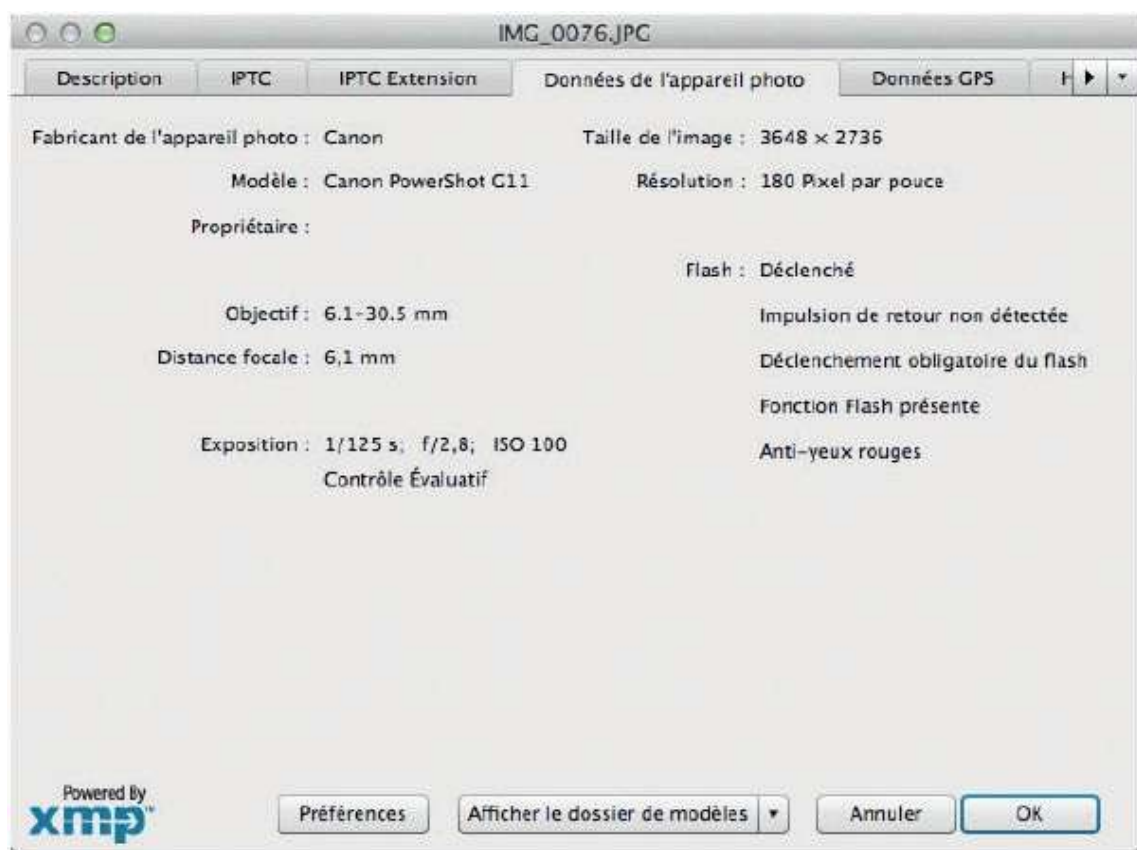 IMG_0076.JPG
Description IPTC IPTC Extension Données de l'appareil photo Données GPS
Fabricant de l'appareil photo : Canon
Modèle : Canon PowerShot G11
Propriétaire :
Objectif : 6.1-30.5 mm
Distance focale : 6,1 mm
Exposition : 1/125 s; f/2,8; ISO 100
Contrôle Évaluatif
Taille de l'image : 3648 × 2736
Résolution : 180 Pixel par pouce
Flash : Déclenché
Impulsion de retour non détectée
Déclenchement obligatoire du flash
Fonction Flash présente
Anti-yeux rouges
Powered By
xmp™
Préférences Afficher le dossier de modèles Annuler OK